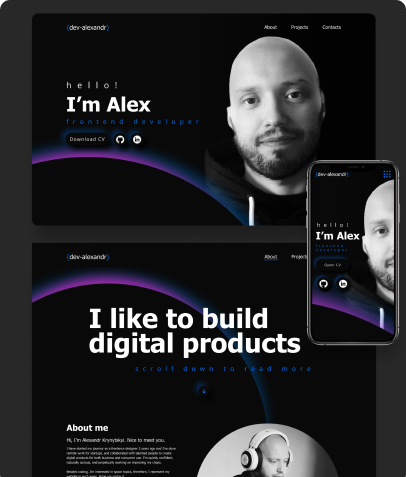 {dev-alexandr}
About Projects Contacts
hello!
I'm Alex
frontend developer
Download CV
{dev-alexandr}
hello!
I'm Alex
frontend
developer
Open CV
{dev-alexandr}
About Projects
I like to build
digital products
scroll down to read more
About me
Hi, I'm Alexandr Krynytskyi. Nice to meet you.